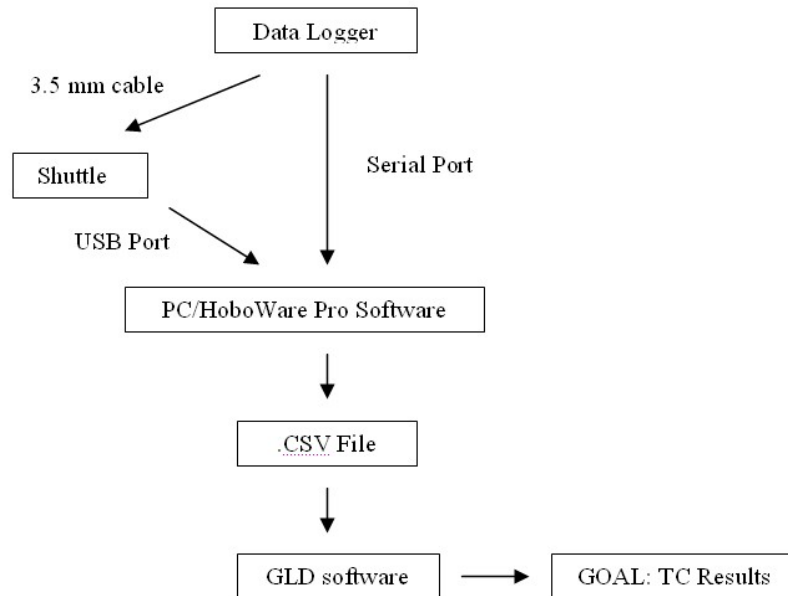 Data Logger
3.5 mm cable
Serial Port
Shuttle
USB Port
PC/HoboWare Pro Software
.CSV File
GLD software
GOAL: TC Results